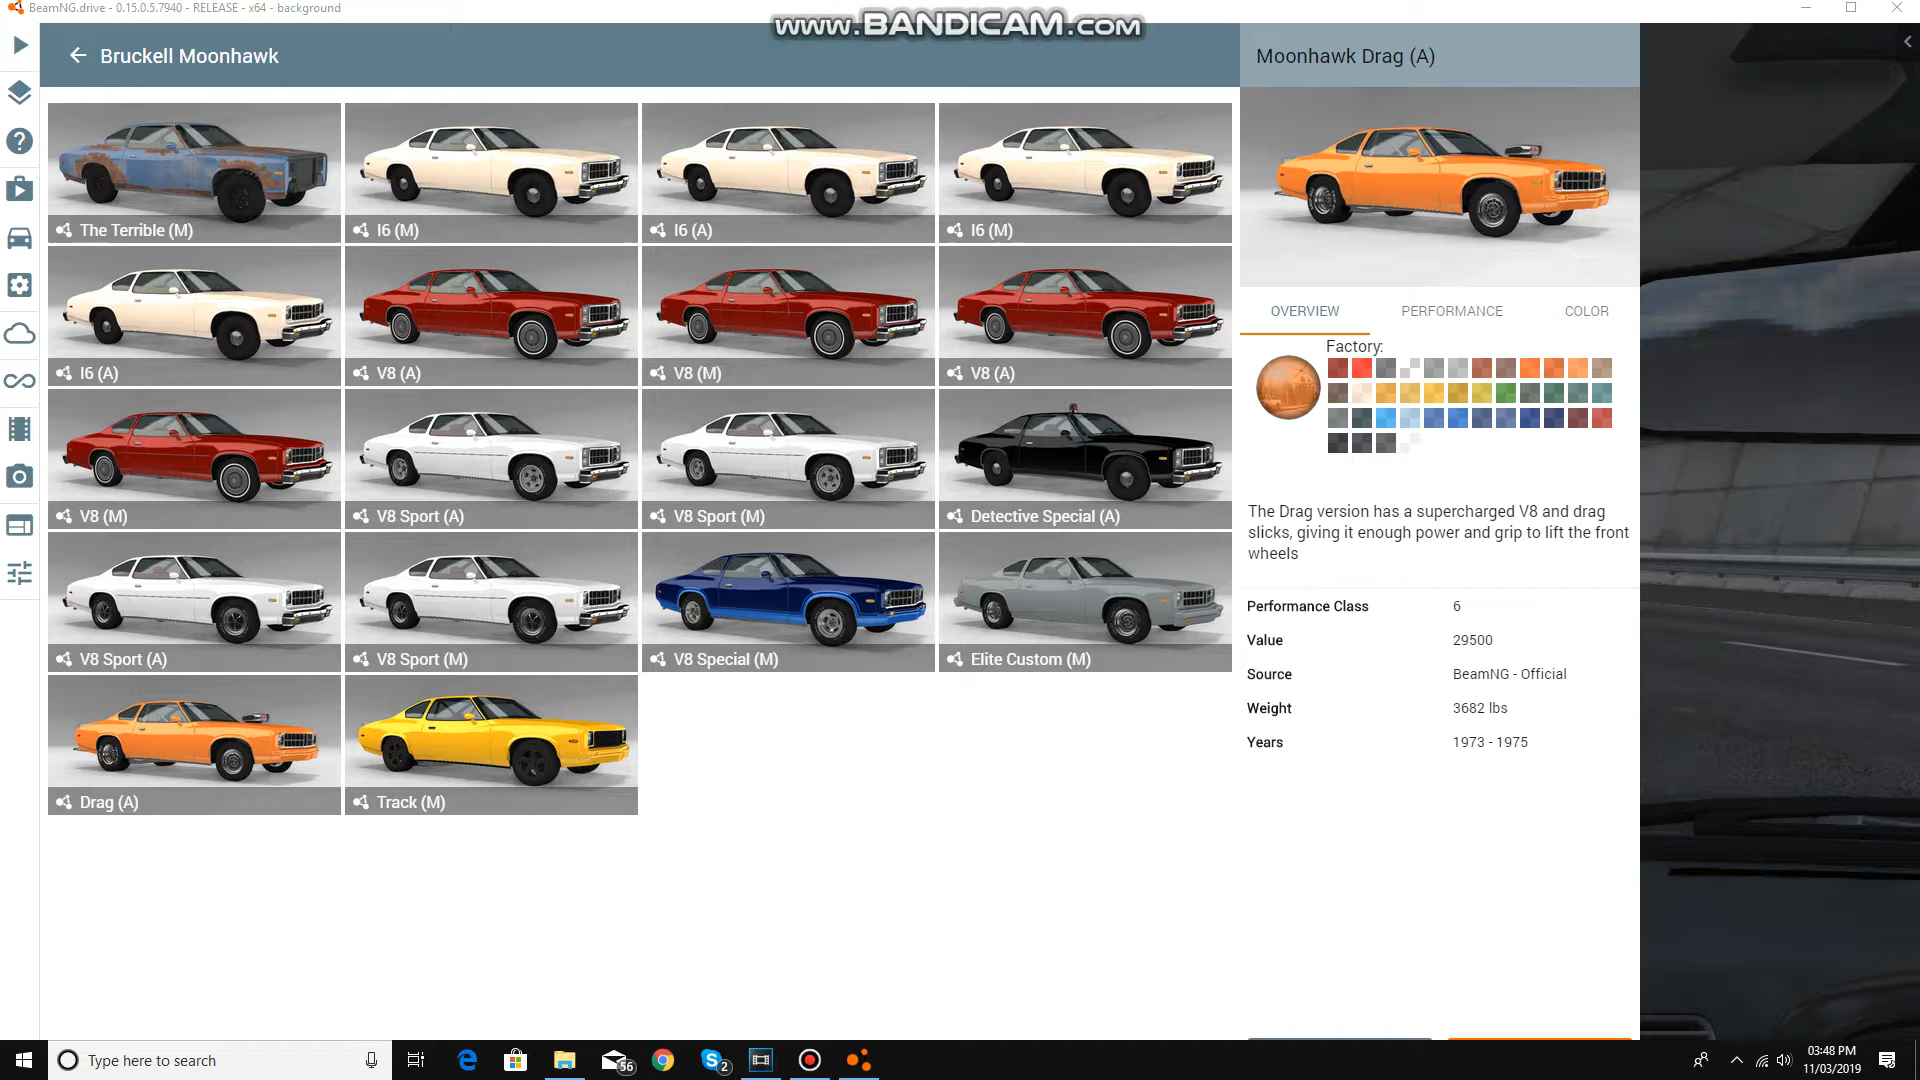 BeamNG.drive - 0.15.0.5.7940 - RELEASE - x64 - background
www.BANDICAM.com
Bruckell Moonhawk
Moonhawk Drag (A)
The Terrible (M)
I6 (M)
I6 (A)
I6 (M)
I6 (A)
V8 (A)
V8 (M)
V8 (A)
V8 (M)
V8 Sport (A)
V8 Sport (M)
Detective Special (A)
V8 Sport (A)
V8 Sport (M)
V8 Special (M)
Elite Custom (M)
Drag (A)
Track (M)
OVERVIEW PERFORMANCE COLOR
Factory:
The Drag version has a supercharged V8 and drag
slicks, giving it enough power and grip to lift the front
wheels
Performance Class 6
Value 29500
Source BeamNG - Official
Weight 3682 lbs
Years 1973 - 1975
Type here to search
56
2
03:48 PM
11/03/2019